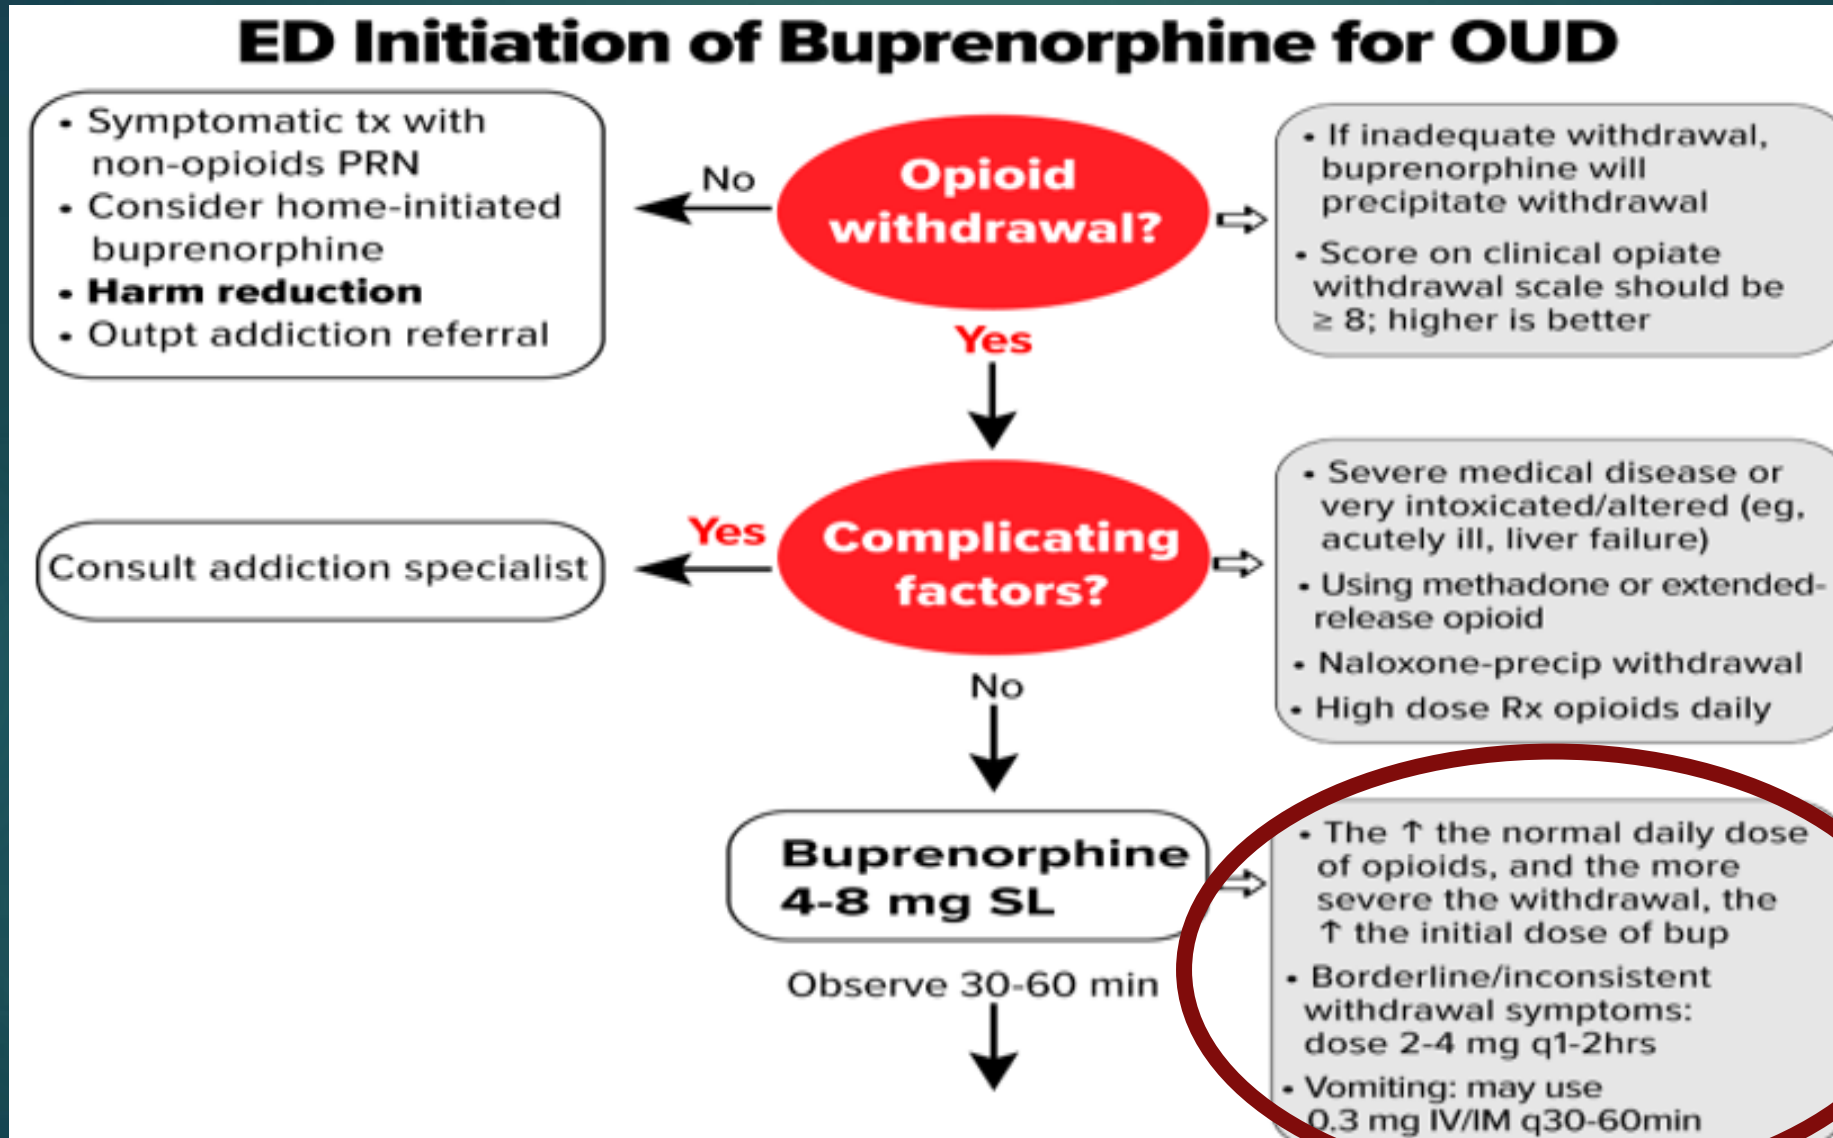 ED Initiation of Buprenorphine for OUD
• Symptomatic tx with
non-opioids PRN
• Consider home-initiated
buprenorphine
• Harm reduction
• Outpt addiction referral
No
Opioid
withdrawal?
• If inadequate withdrawal,
buprenorphine will
precipitate withdrawal
• Score on clinical opiate
withdrawal scale should be
≥ 8; higher is better
Yes
Consult addiction specialist
Yes
Complicating
factors?
• Severe medical disease or
very intoxicated/altered (eg,
acutely ill, liver failure)
• Using methadone or extended-
release opioid
• Naloxone-precip withdrawal
• High dose Rx opioids daily
No
Buprenorphine
4-8 mg SL
• The ↑ the normal daily dose
of opioids, and the more
severe the withdrawal, the
↑ the initial dose of bup
• Borderline/inconsistent
withdrawal symptoms:
dose 2-4 mg q1-2hrs
• Vomiting: may use
0.3 mg IV/IM q30-60min
Observe 30-60 min